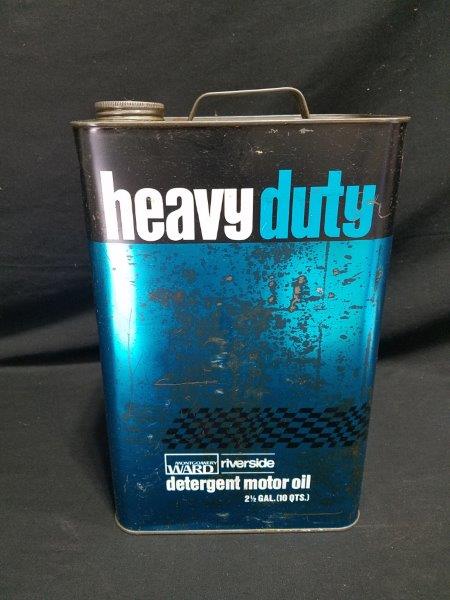 heavy duty
MONTGOMERY WARD riverside
detergent motor oil
2½ GAL. (10 QTS.)